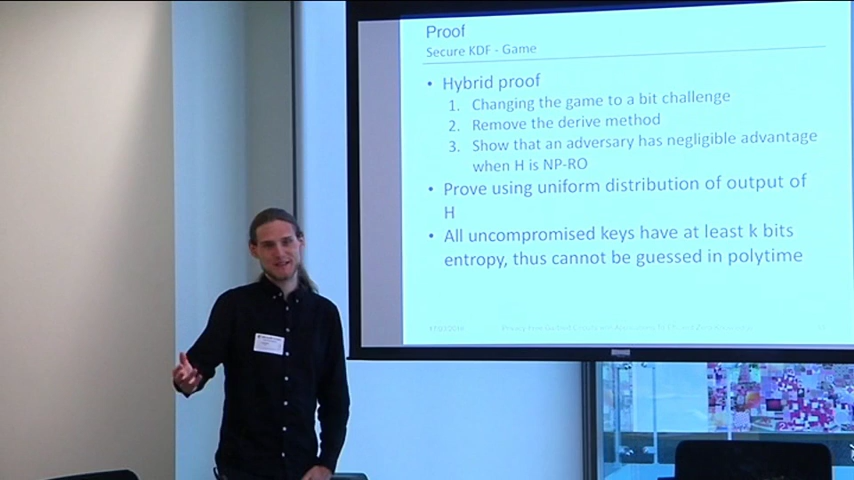 Proof
Secure KDF - Game
• Hybrid proof
1. Changing the game to a bit challenge
2. Remove the derive method
3. Show that an adversary has negligible advantage
when H is NP-RO
• Prove using uniform distribution of output of
H
• All uncompromised keys have at least k bits
entropy, thus cannot be guessed in polytime